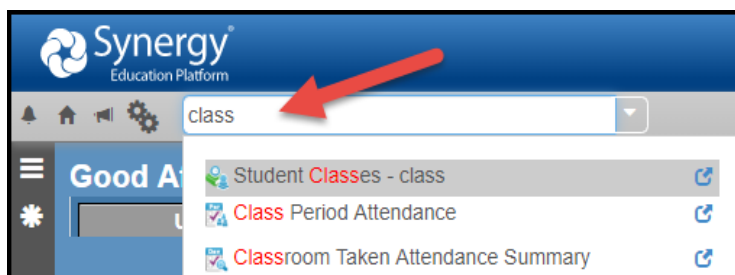 Synergy
Education Platform
class
Good A
Student Classes - class
Class Period Attendance
Classroom Taken Attendance Summary